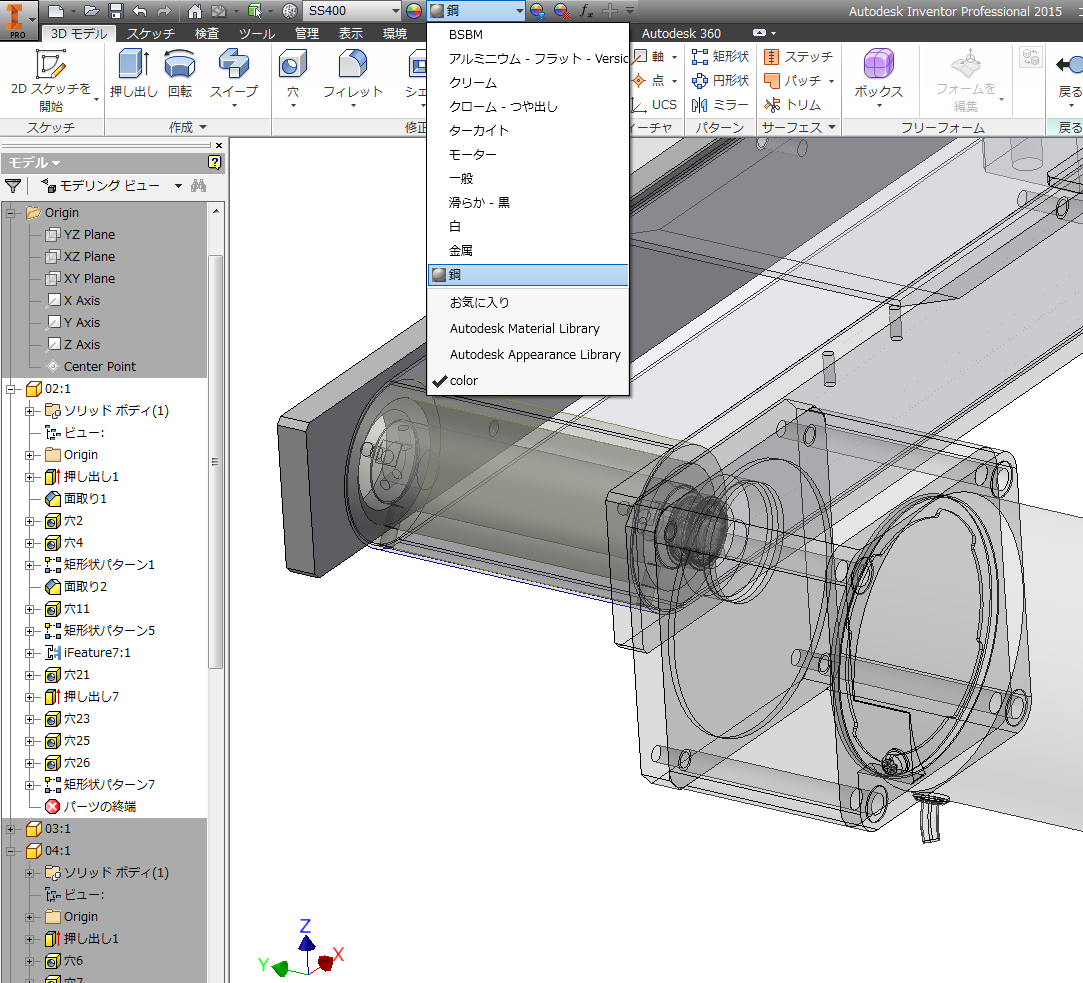 PRO
SS400
鋼
fx
Autodesk Inventor Professional 2015
3D モデル
スケッチ
検査
ツール
管理
表示
環境
Autodesk 360
2D スケッチを
開始
押し出し
回転
スイープ
穴
フィレット
シェ
軸
点
UCS
矩形状
円形状
ミラー
ステッチ
パッチ
トリム
ボックス
フォームを
編集
戻る
スケッチ
作成
修正
ィーチャ
パターン
サーフェス
フリーフォーム
戻る
BSBM
アルミニウム - フラット - Versic
クリーム
クローム - つや出し
ターカイト
モーター
一般
滑らか - 黒
白
金属
鋼
お気に入り
Autodesk Material Library
Autodesk Appearance Library
color
モデル
モデリング ビュー
Origin
YZ Plane
XZ Plane
XY Plane
X Axis
Y Axis
Z Axis
Center Point
02:1
ソリッド ボディ(1)
ビュー:
Origin
押し出し1
面取り1
穴2
穴4
矩形状パターン1
面取り2
穴11
矩形状パターン5
iFeature7:1
穴21
押し出し7
穴23
穴25
穴26
矩形状パターン7
パーツの終端
03:1
04:1
ソリッド ボディ(1)
ビュー:
Origin
押し出し1
穴6
穴7
Z
Y
X